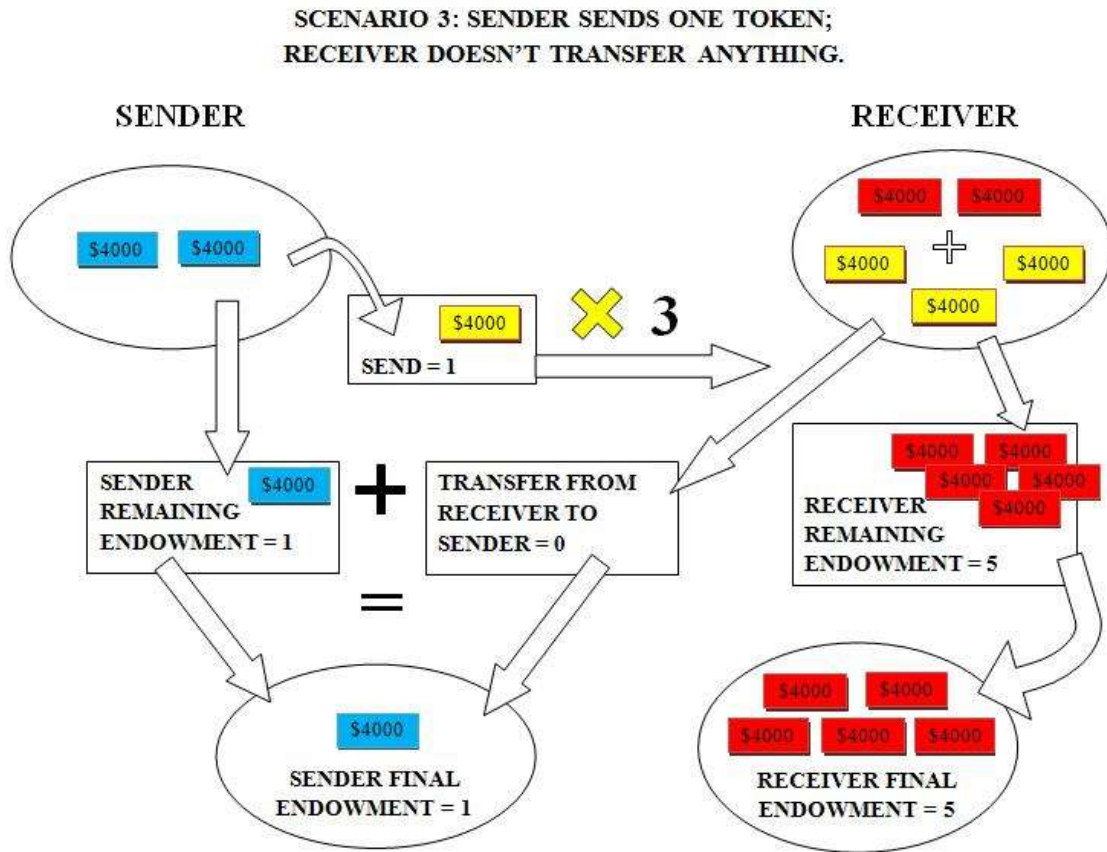 SCENARIO 3: SENDER SENDS ONE TOKEN;
RECEIVER DOESN'T TRANSFER ANYTHING.
SENDER
RECEIVER
$4000 $4000
$4000 $4000
$4000 $4000
$4000
$4000
SEND = 1
3
SENDER
REMAINING
ENDOWMENT = 1
$4000
TRANSFER FROM
RECEIVER TO
SENDER = 0
$4000 $4000
$4000 $4000
$4000
RECEIVER
REMAINING
ENDOWMENT = 5
$4000
SENDER FINAL
ENDOWMENT = 1
$4000 $4000
$4000 $4000 $4000
RECEIVER FINAL
ENDOWMENT = 5